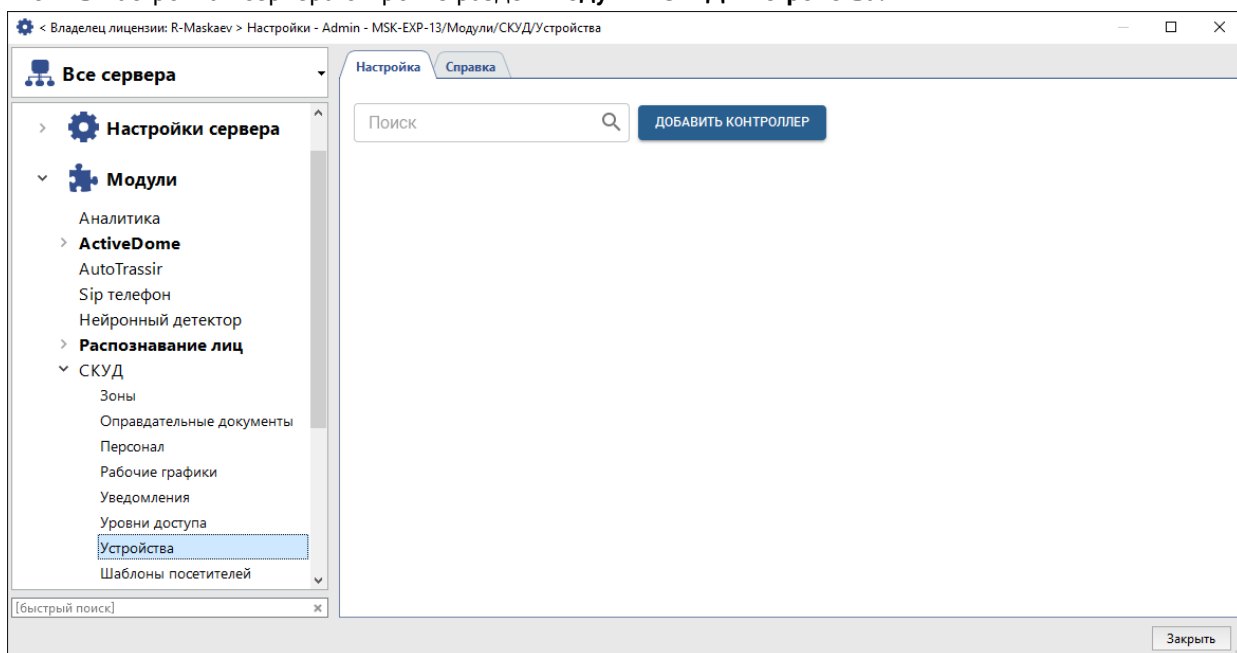 < Владелец лицензии: R-Maskaev > Настройки - Admin - MSK-EXP-13/Модули/СКУД/Устройства
Все сервера
Настройки сервера
Модули
Аналитика
ActiveDome
AutoTrassir
Sip телефон
Нейронный детектор
Распознавание лиц
СКУД
Зоны
Оправдательные документы
Персонал
Рабочие графики
Уведомления
Уровни доступа
Устройства
Шаблоны посетителей
[быстрый поиск]
Настройка Справка
Поиск ДОБАВИТЬ КОНТРОЛЛЕР
Закрыть